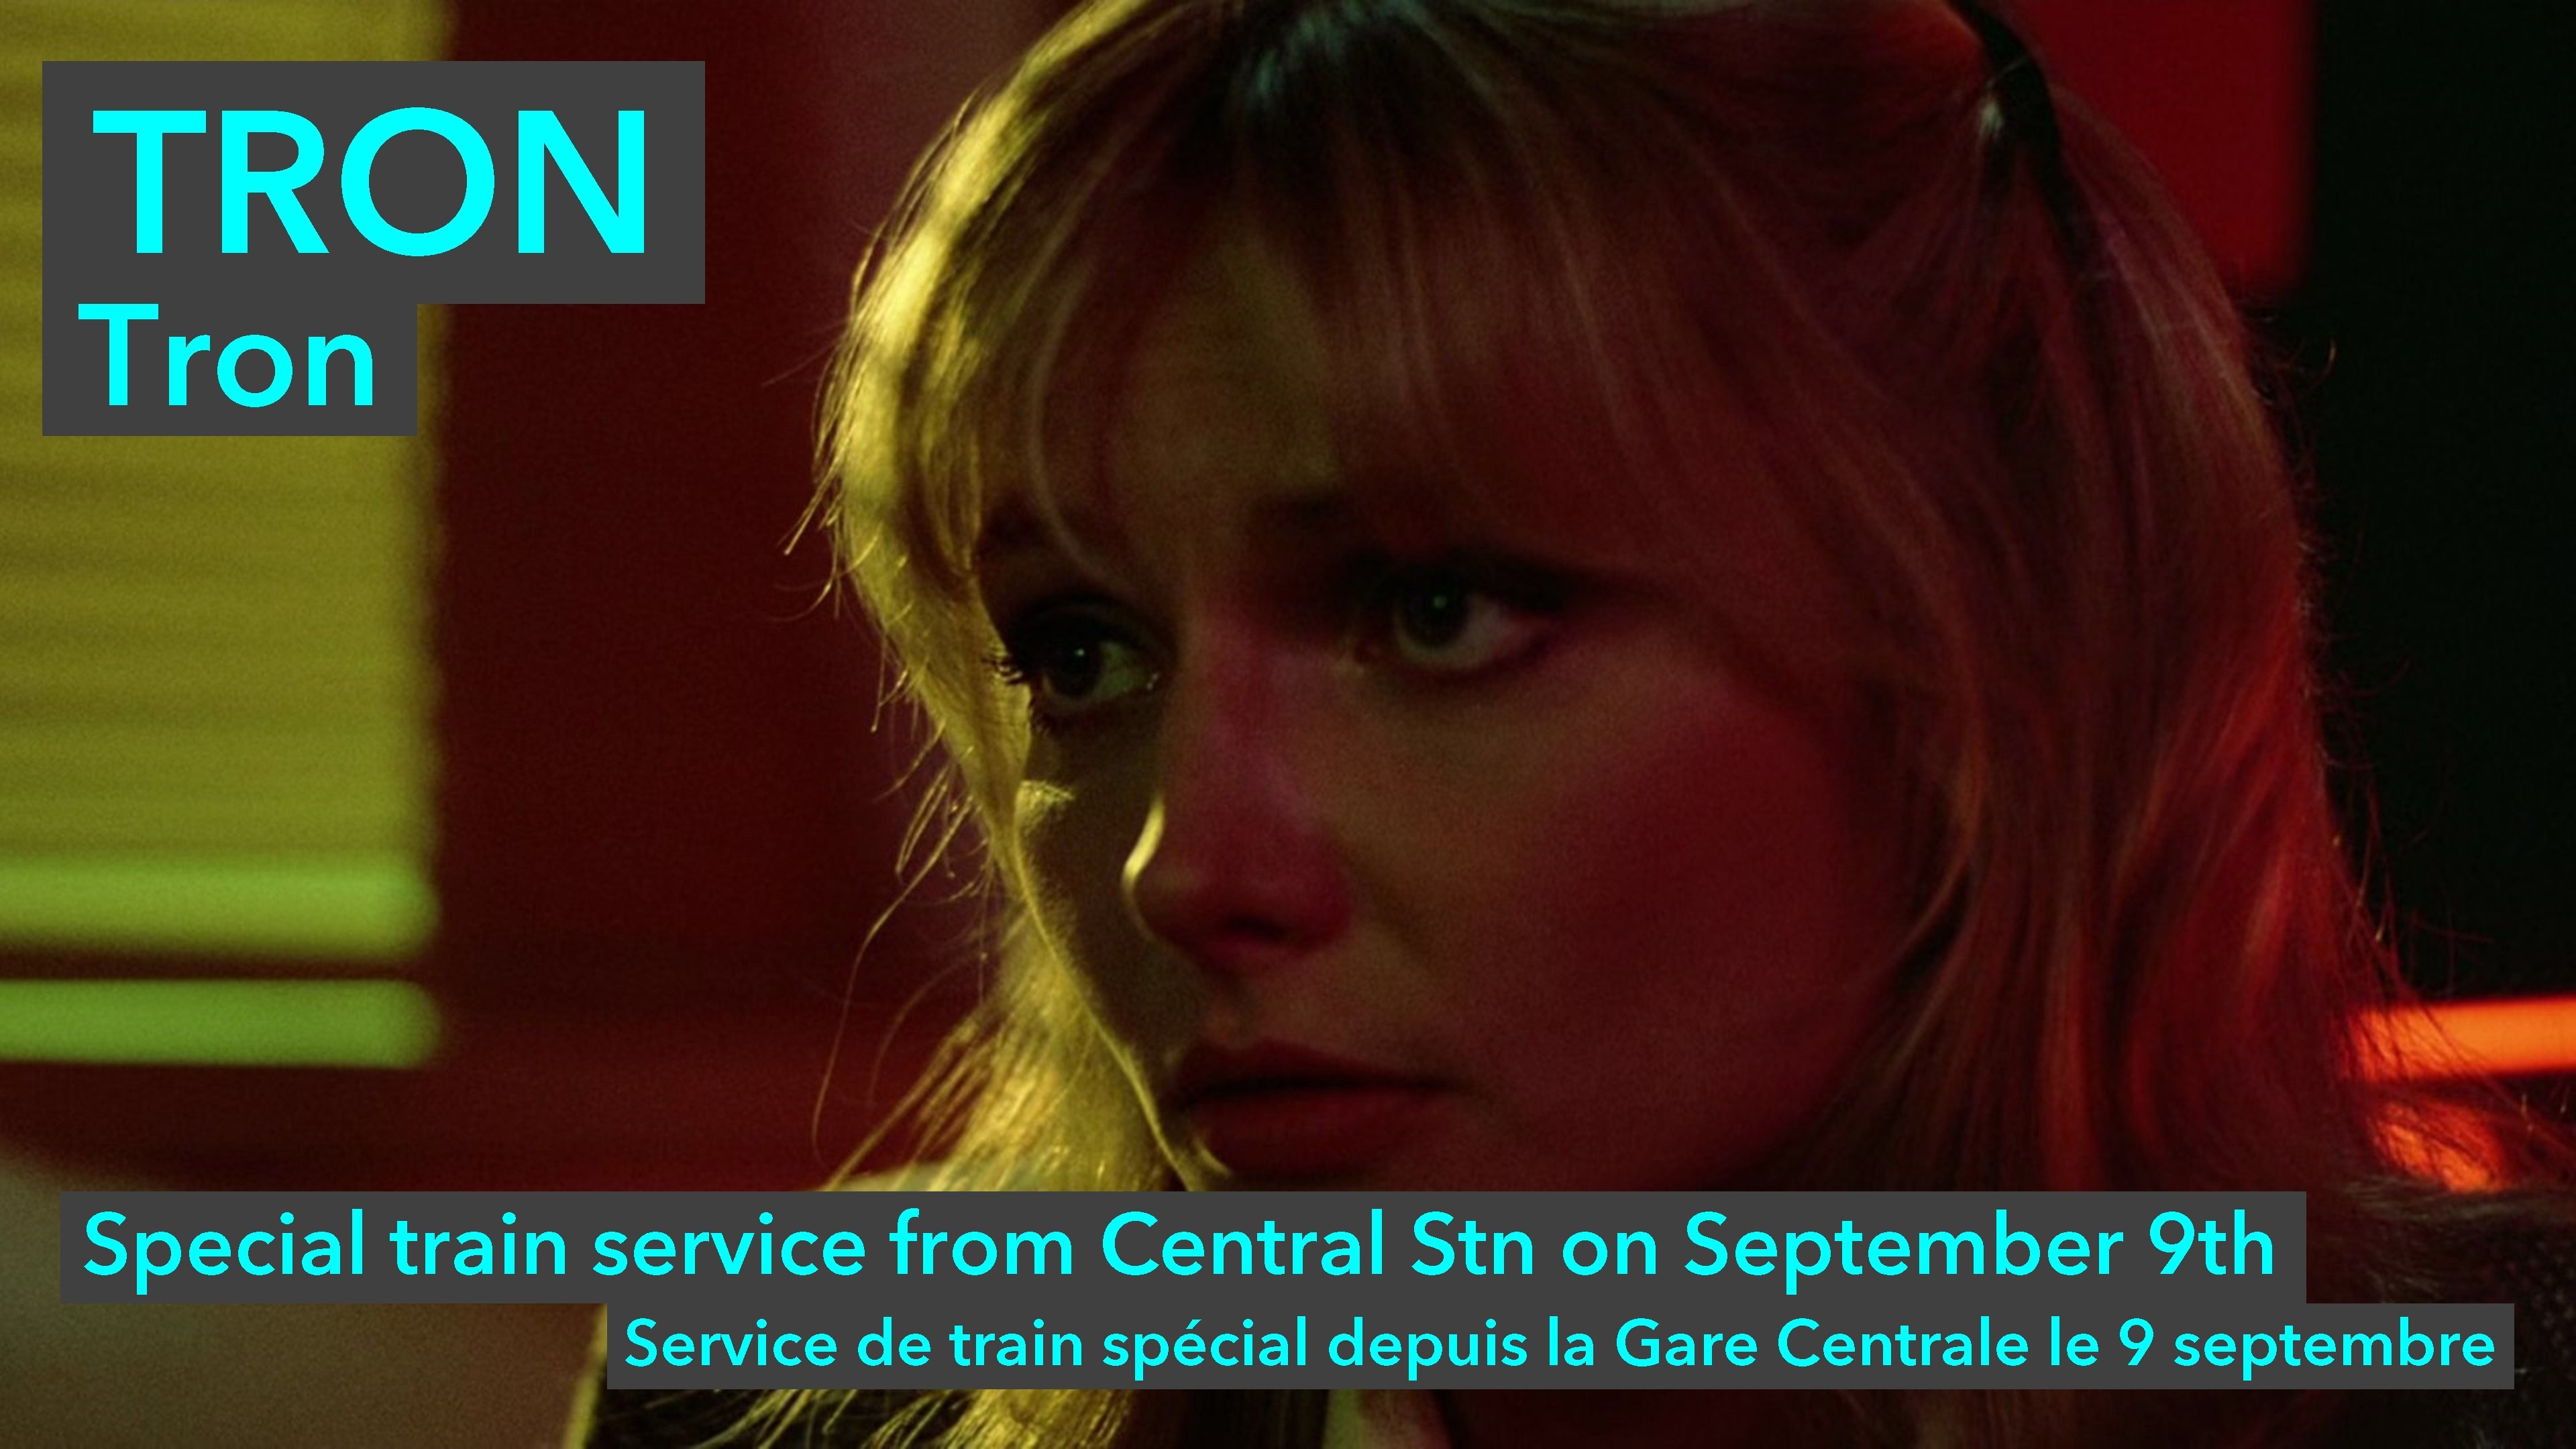 TRON
Tron
Special train service from Central Stn on September 9th
Service de train spécial depuis la Gare Centrale le 9 septembre